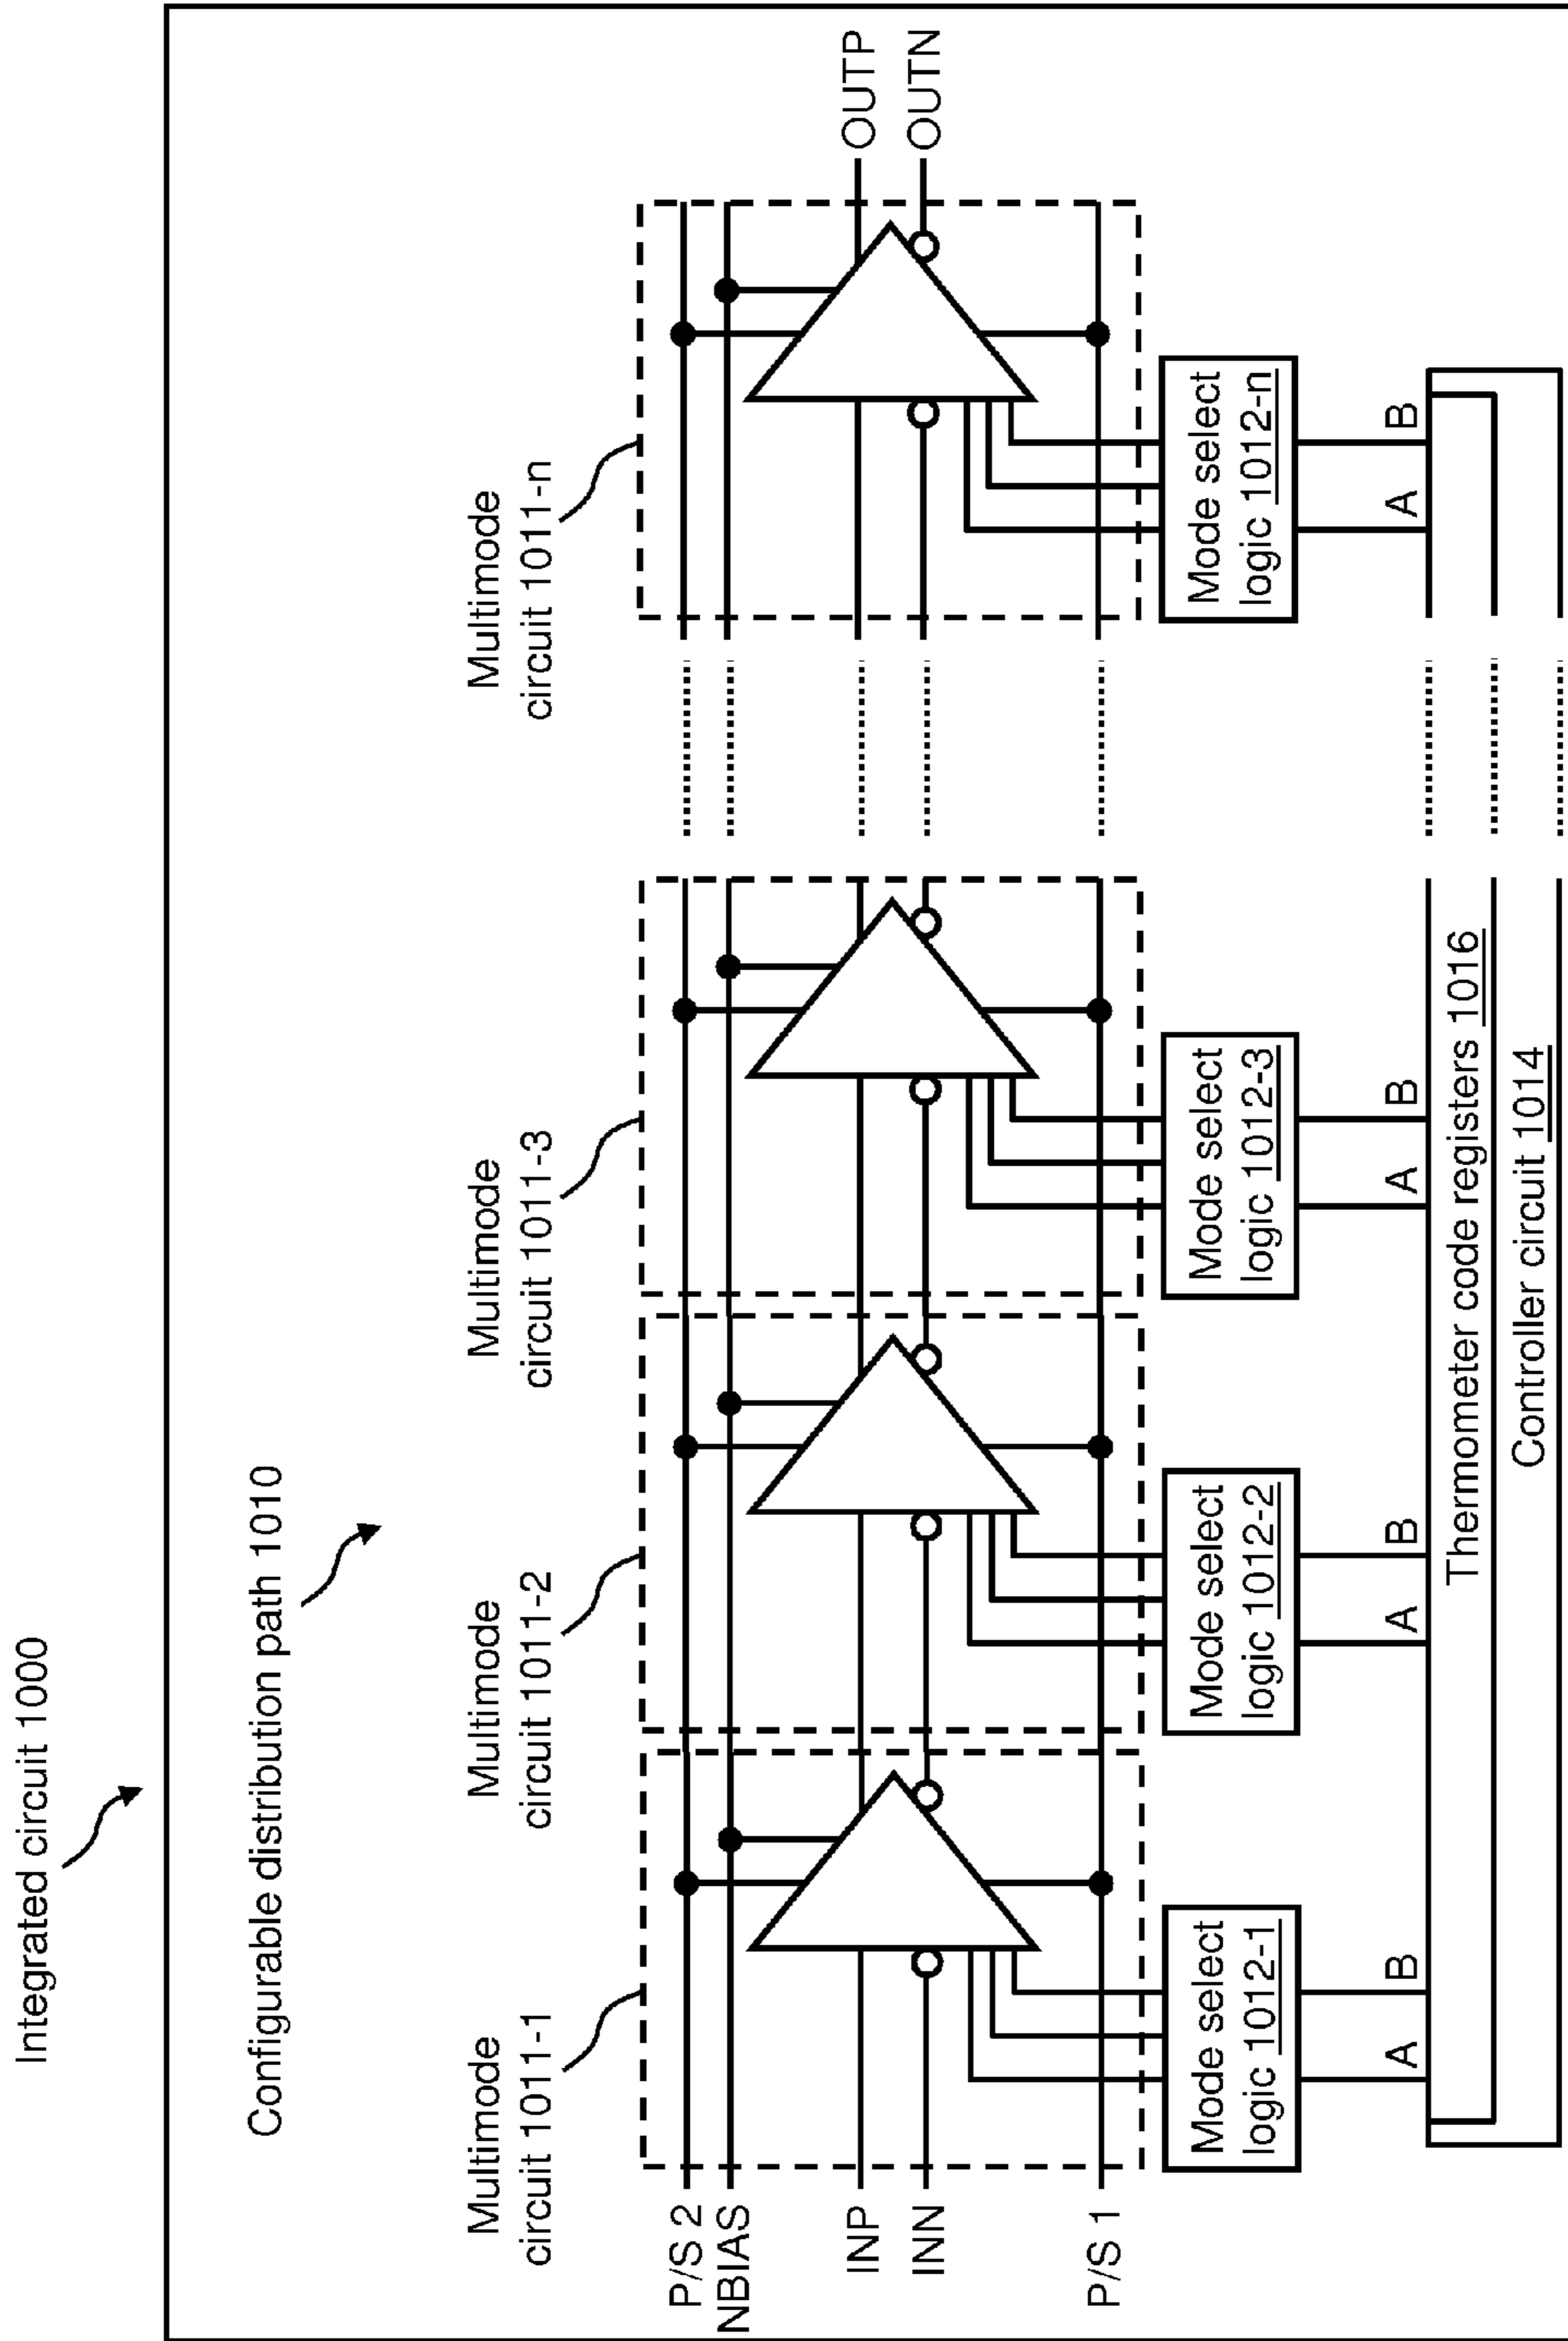 Integrated circuit 1000
Configurable distribution path 1010
Multimode
circuit 1011-1
Multimode
circuit 1011-2
Multimode
circuit 1011-3
Multimode
circuit 1011-n
P/S 2
NBIAS
INP
INN
P/S 1
OUTP
OUTN
Mode select
logic 1012-1
Mode select
logic 1012-2
Mode select
logic 1012-3
Mode select
logic 1012-n
A B
A B
A B
A B
Thermometer code registers 1016
Controller circuit 1014